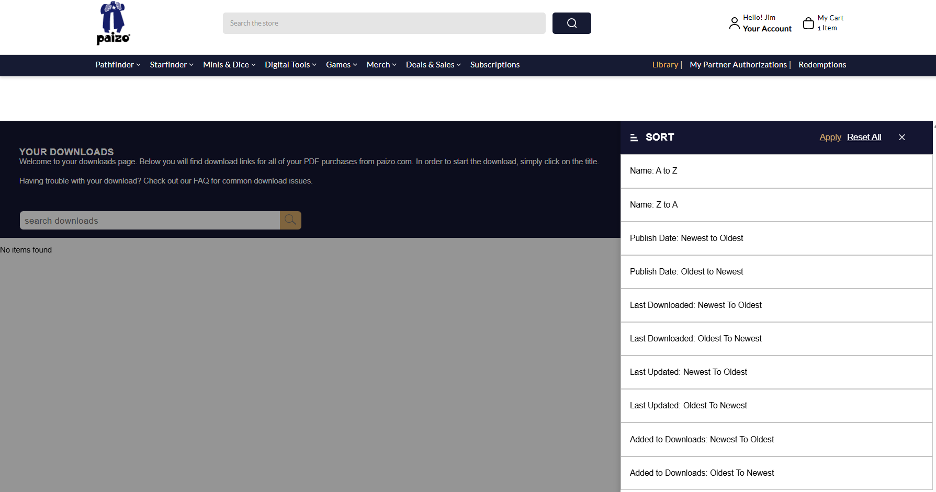 paizo
Search the store
Hello! Jim
Your Account
My Cart
1 Item
Pathfinder Starfinder Minis & Dice Digital Tools Games Merch Deals & Sales Subscriptions
Library | My Partner Authorizations | Redemptions
YOUR DOWNLOADS
Welcome to your downloads page. Below you will find download links for all of your PDF purchases from paizo.com. In order to start the download, simply click on the title.
Having trouble with your download? Check out our FAQ for common download issues.
search downloads
No items found
SORT
Apply Reset All
Name: A to Z
Name: Z to A
Publish Date: Newest to Oldest
Publish Date: Oldest to Newest
Last Downloaded: Newest To Oldest
Last Downloaded: Oldest To Newest
Last Updated: Newest To Oldest
Last Updated: Oldest To Newest
Added to Downloads: Newest To Oldest
Added to Downloads: Oldest To Newest